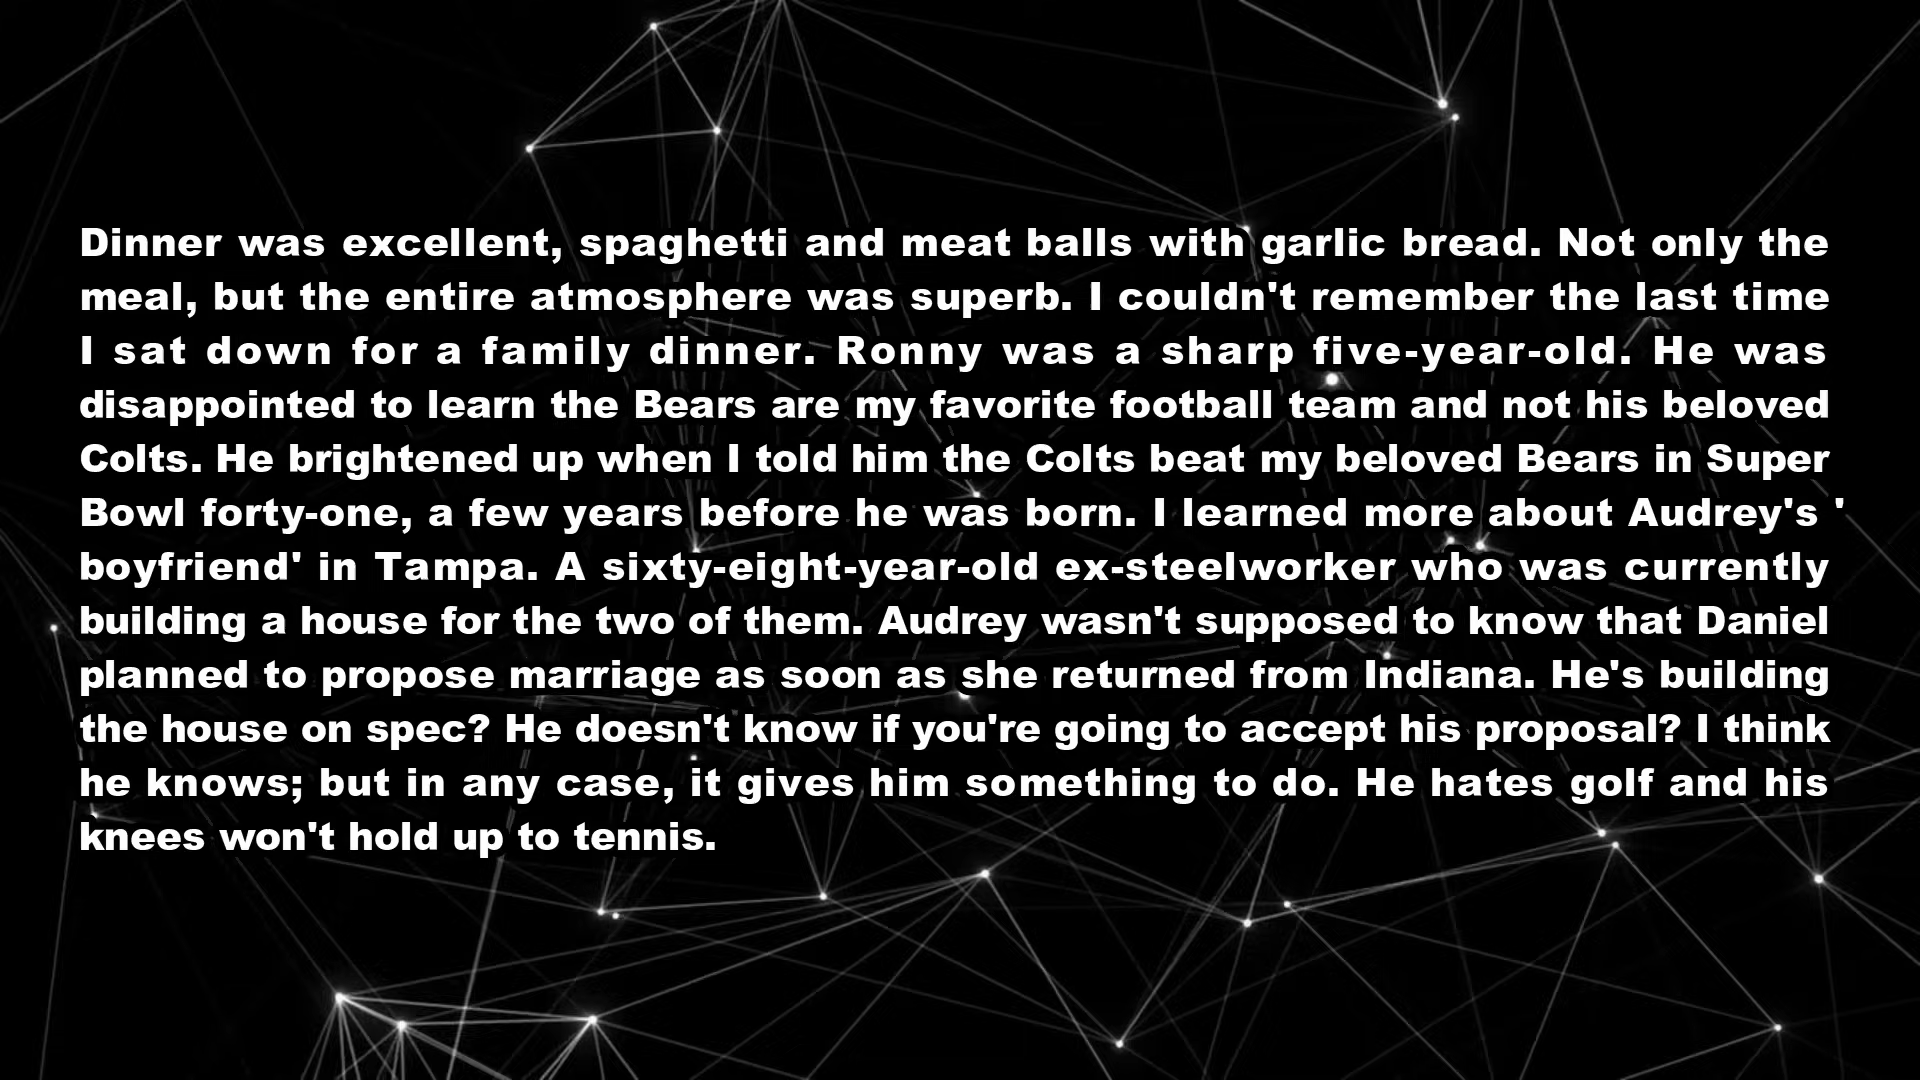 Dinner was excellent, spaghetti and meat balls with garlic bread. Not only the
meal, but the entire atmosphere was superb. I couldn't remember the last time
I sat down for a family dinner. Ronny was a sharp five-year-old. He was
disappointed to learn the Bears are my favorite football team and not his beloved
Colts. He brightened up when I told him the Colts beat my beloved Bears in Super
Bowl forty-one, a few years before he was born. I learned more about Audrey's '
boyfriend' in Tampa. A sixty-eight-year-old ex-steelworker who was currently
building a house for the two of them. Audrey wasn't supposed to know that Daniel
planned to propose marriage as soon as she returned from Indiana. He's building
the house on spec? He doesn't know if you're going to accept his proposal? I think
he knows; but in any case, it gives him something to do. He hates golf and his
knees won't hold up to tennis.